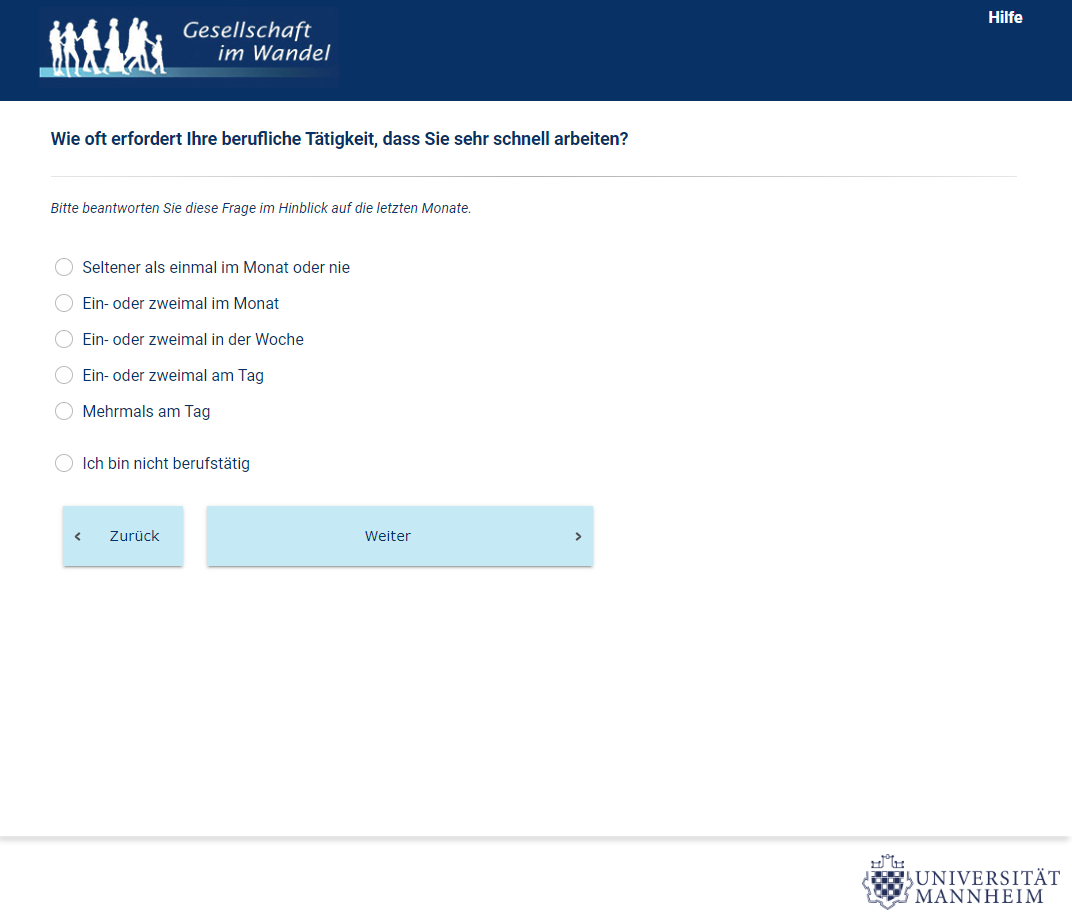 Gesellschaft
im Wandel
Hilfe
Wie oft erfordert Ihre berufliche Tätigkeit, dass Sie sehr schnell arbeiten?
Bitte beantworten Sie diese Frage im Hinblick auf die letzten Monate.
Seltener als einmal im Monat oder nie
Ein- oder zweimal im Monat
Ein- oder zweimal in der Woche
Ein- oder zweimal am Tag
Mehrmals am Tag
Ich bin nicht berufstätig
Zurück
Weiter
UNIVERSITÄT
MANNHEIM